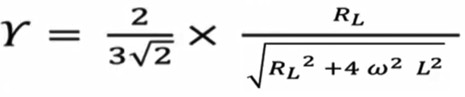 ϒ = 2 / 3√2 × R_L / √(R_L² +4 ω² L²)